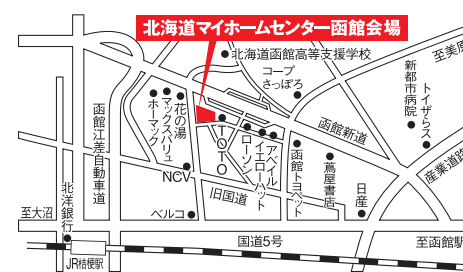 北海道マイホームセンター函館会場
北海道函館高等支援学校
至美原
コープ
さっぽろ
新都市病院
トイザらス
函館江差自動車道
ホーマック
マックスバリュ
花の湯
TOTO
ローソン
イエローハット
アベイル
函館新道
函館トヨペット
蔦屋書店
日産
産業道路
NCV
旧国道
ベルコ
至大沼
北洋銀行
国道5号
至函館駅
JR桔梗駅